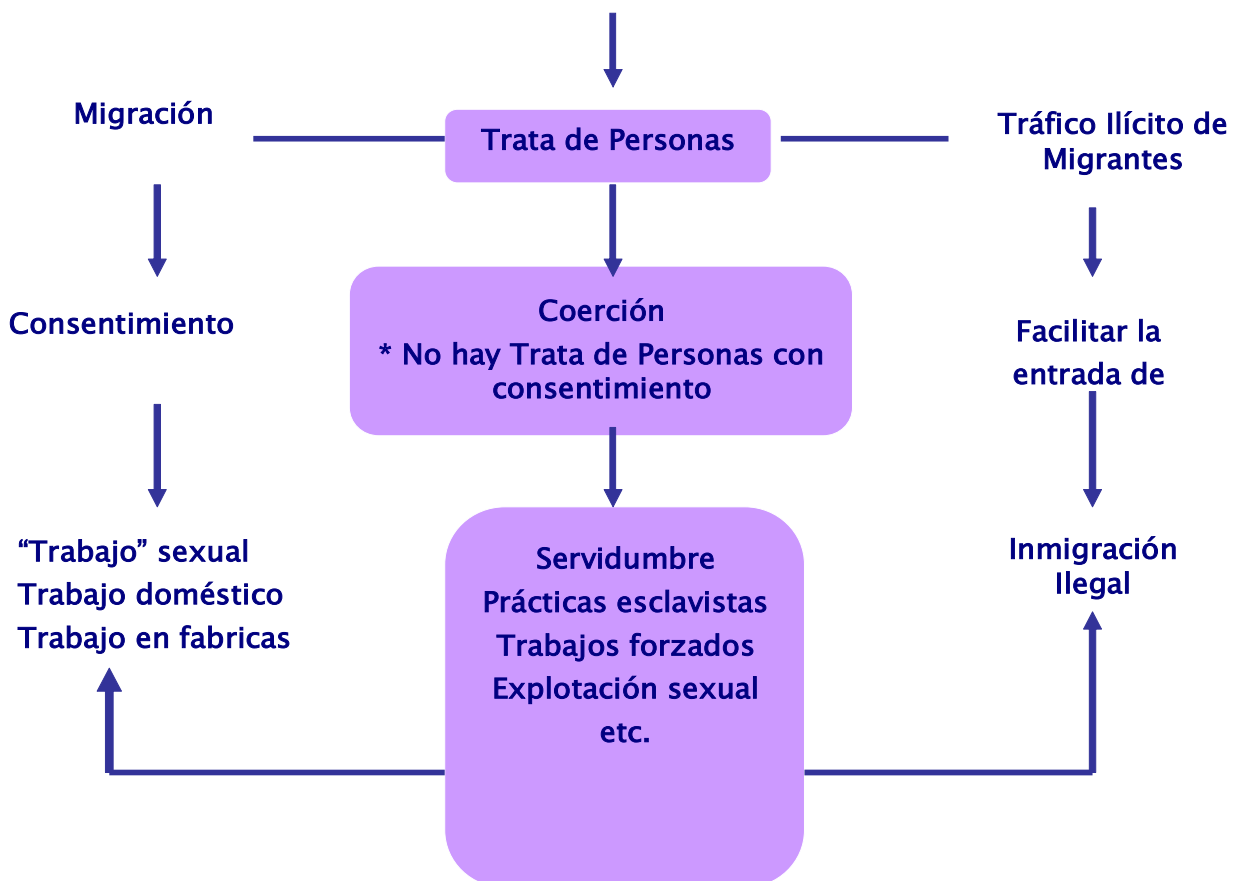 Migración
Trata de Personas
Tráfico Ilícito de
Migrantes
Consentimiento
Coerción
* No hay Trata de Personas con
consentimiento
Facilitar la
entrada de
“Trabajo” sexual
Trabajo doméstico
Trabajo en fabricas
Servidumbre
Prácticas esclavistas
Trabajos forzados
Explotación sexual
etc.
Inmigración
Ilegal